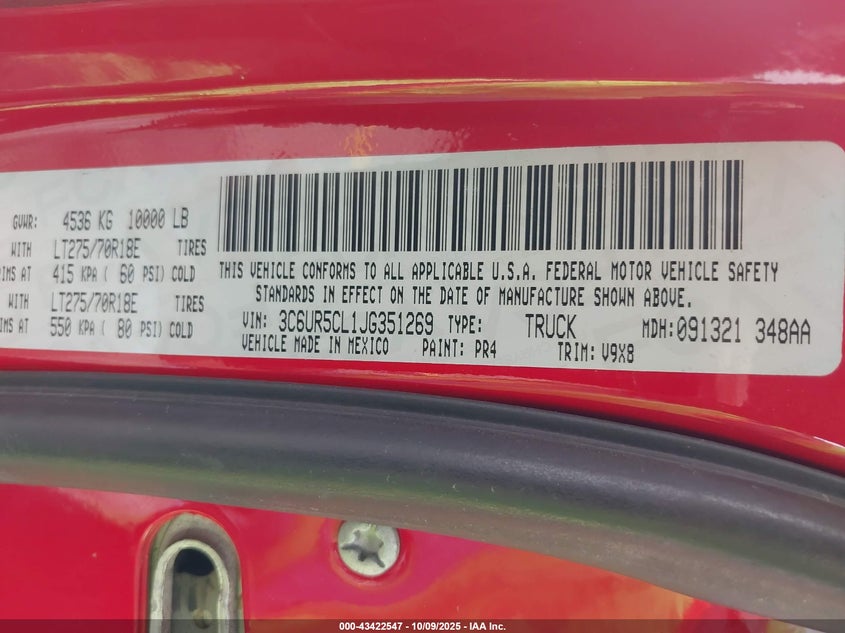 GVWR: 4536 KG 10000 LB
WITH LT275/70R18E TIRES
RIMS AT 415 KPA ( 60 PSI) COLD
WITH LT275/70R18E TIRES
RIMS AT 550 KPA ( 80 PSI) COLD
THIS VEHICLE CONFORMS TO ALL APPLICABLE U.S.A. FEDERAL MOTOR VEHICLE SAFETY
STANDARDS IN EFFECT ON THE DATE OF MANUFACTURE SHOWN ABOVE.
VIN: 3C6UR5CL1JG351269 TYPE: TRUCK MDH:091321 348AA
VEHICLE MADE IN MEXICO PAINT: PR4 TRIM: V9X8
000-43422547 - 10/09/2025 - IAA Inc.